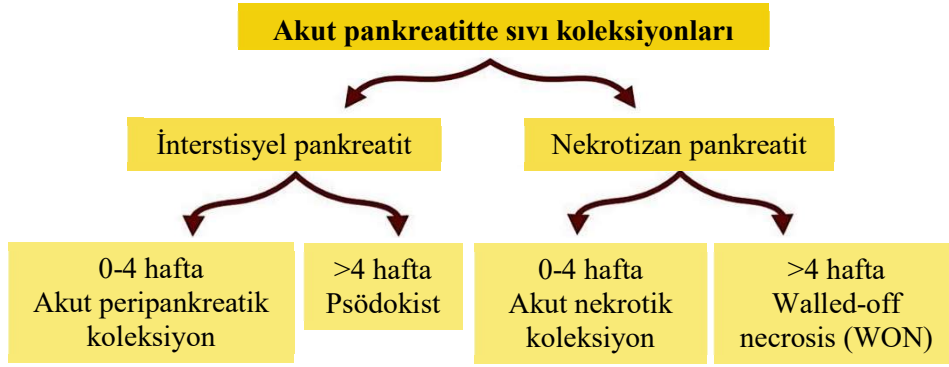 Akut pankreatitte sıvı koleksiyonları
İnterstisyel pankreatit
Nekrotizan pankreatit
0-4 hafta
Akut peripankreatik
koleksiyon
>4 hafta
Psödokist
0-4 hafta
Akut nekrotik
koleksiyon
>4 hafta
Walled-off
necrosis (WON)